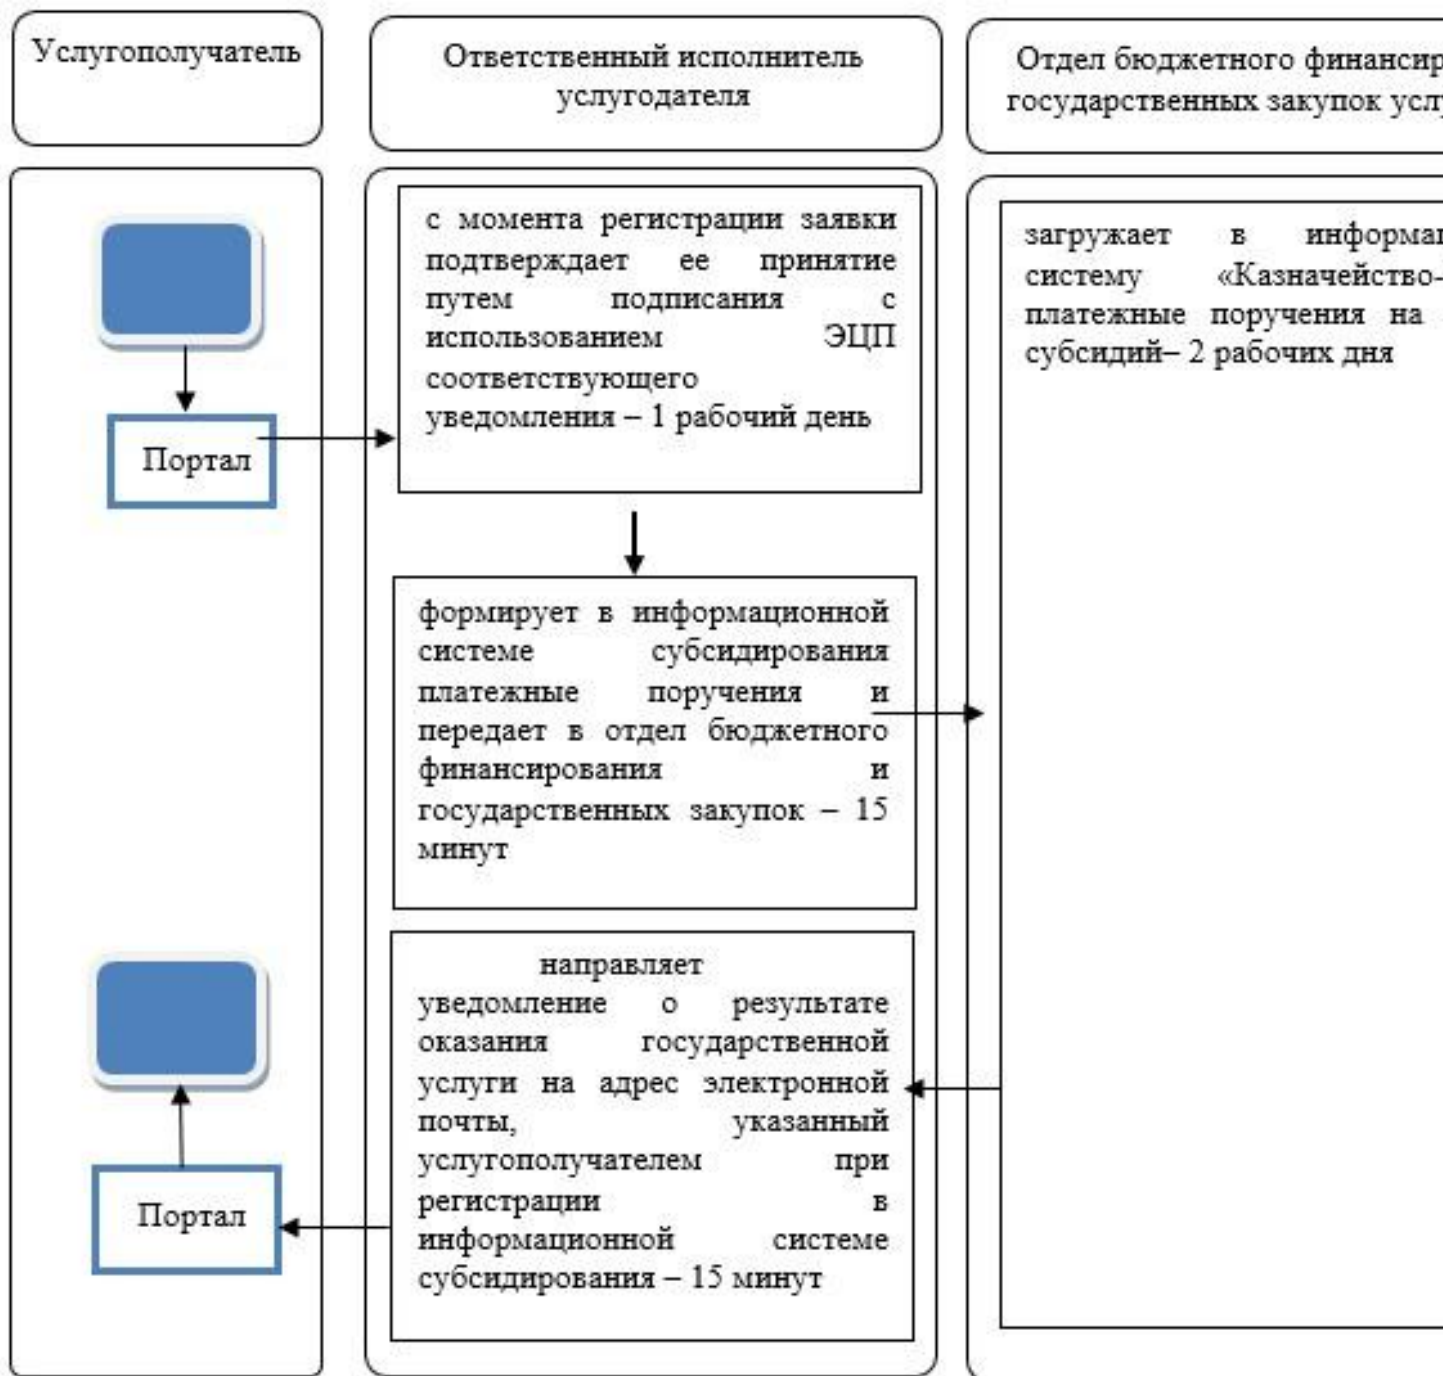 Услугополучатель
Ответственный исполнитель
услугодателя
Отдел бюджетного
государственных закупок
с момента регистрации заявки
подтверждает ее принятие
путем подписания с
использованием ЭЦП
соответствующего
уведомления – 1 рабочий день
Портал
формирует в информационной
системе субсидирования
платежные поручения и
передает в отдел бюджетного
финансирования и
государственных закупок – 15
минут
направляет
уведомление о результате
оказания государственной
услуги на адрес электронной
почты, указанный
услугополучателем при
регистрации в
информационной системе
субсидирования – 15 минут
Портал
загружает в
систему «Казначейство-
платежные поручения на
субсидий– 2 рабочих дня